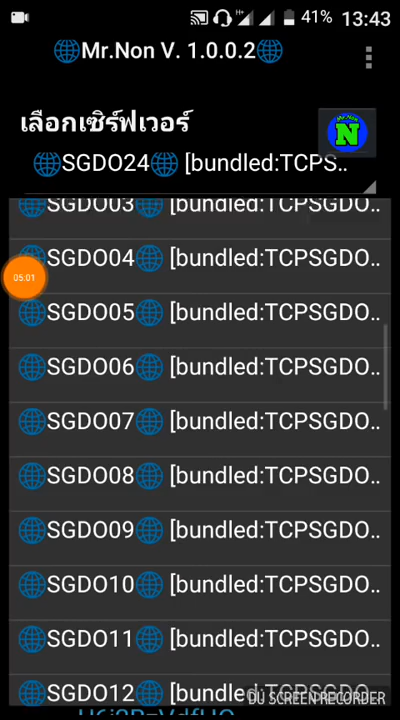 H+ 41% 13:43
🌐Mr.Non V. 1.0.0.2🌐
เลือกเซิร์ฟเวอร์
Mr.Non
N
🌐SGDO24🌐 [bundled:TCPS..
🌐SGDO03🌐 [bundled:TCPSGDO..
🌐SGDO04🌐 [bundled:TCPSGDO..
05:01
🌐SGDO05🌐 [bundled:TCPSGDO..
🌐SGDO06🌐 [bundled:TCPSGDO..
🌐SGDO07🌐 [bundled:TCPSGDO..
🌐SGDO08🌐 [bundled:TCPSGDO..
🌐SGDO09🌐 [bundled:TCPSGDO..
🌐SGDO10🌐 [bundled:TCPSGDO..
🌐SGDO11🌐 [bundled:TCPSGDO..
🌐SGDO12🌐 [bundled:TCPSGDO..
DU SCREEN RECORDER